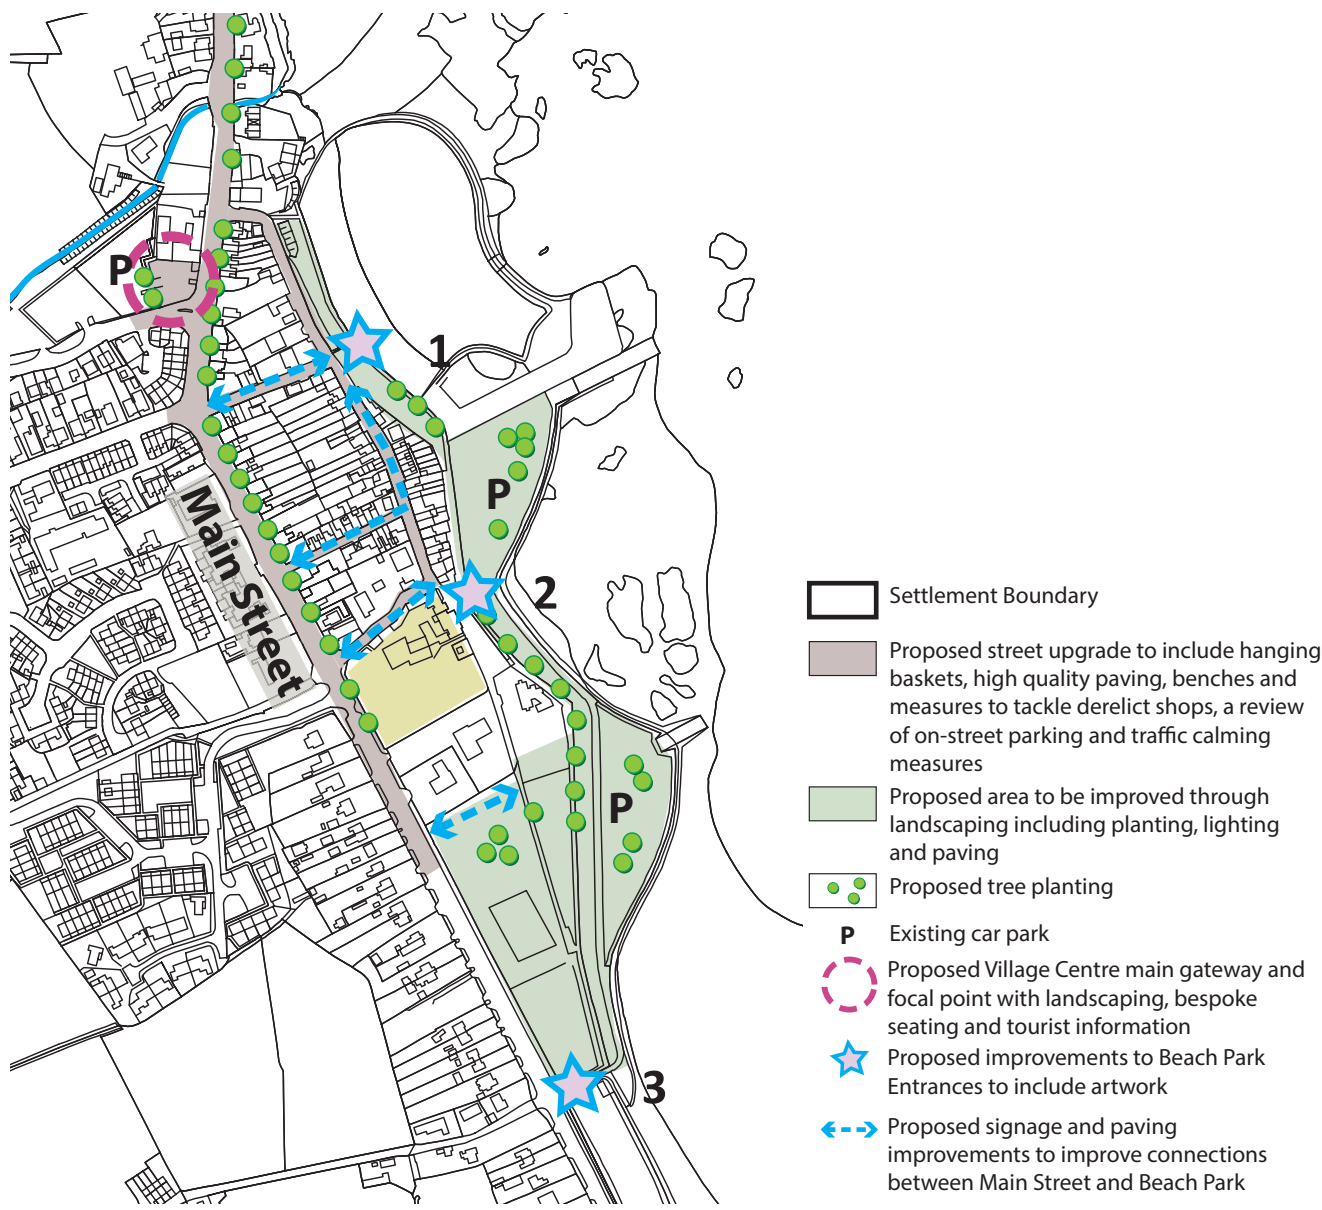 P
1
P
2
Main Street
P
3
Settlement Boundary
Proposed street upgrade to include hanging
baskets, high quality paving, benches and
measures to tackle derelict shops, a review
of on-street parking and traffic calming
measures
Proposed area to be improved through
landscaping including planting, lighting
and paving
Proposed tree planting
P
Existing car park
Proposed Village Centre main gateway and
focal point with landscaping, bespoke
seating and tourist information
Proposed improvements to Beach Park
Entrances to include artwork
Proposed signage and paving
improvements to improve connections
between Main Street and Beach Park